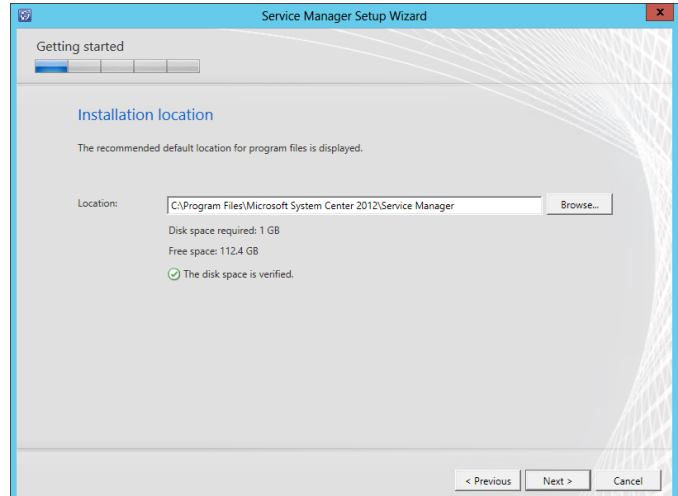 Service Manager Setup Wizard
x
Getting started
Installation location
The recommended default location for program files is displayed.
Location:
C:\Program Files\Microsoft System Center 2012\Service Manager
Browse...
Disk space required: 1 GB
Free space: 112.4 GB
The disk space is verified.
< Previous
Next >
Cancel